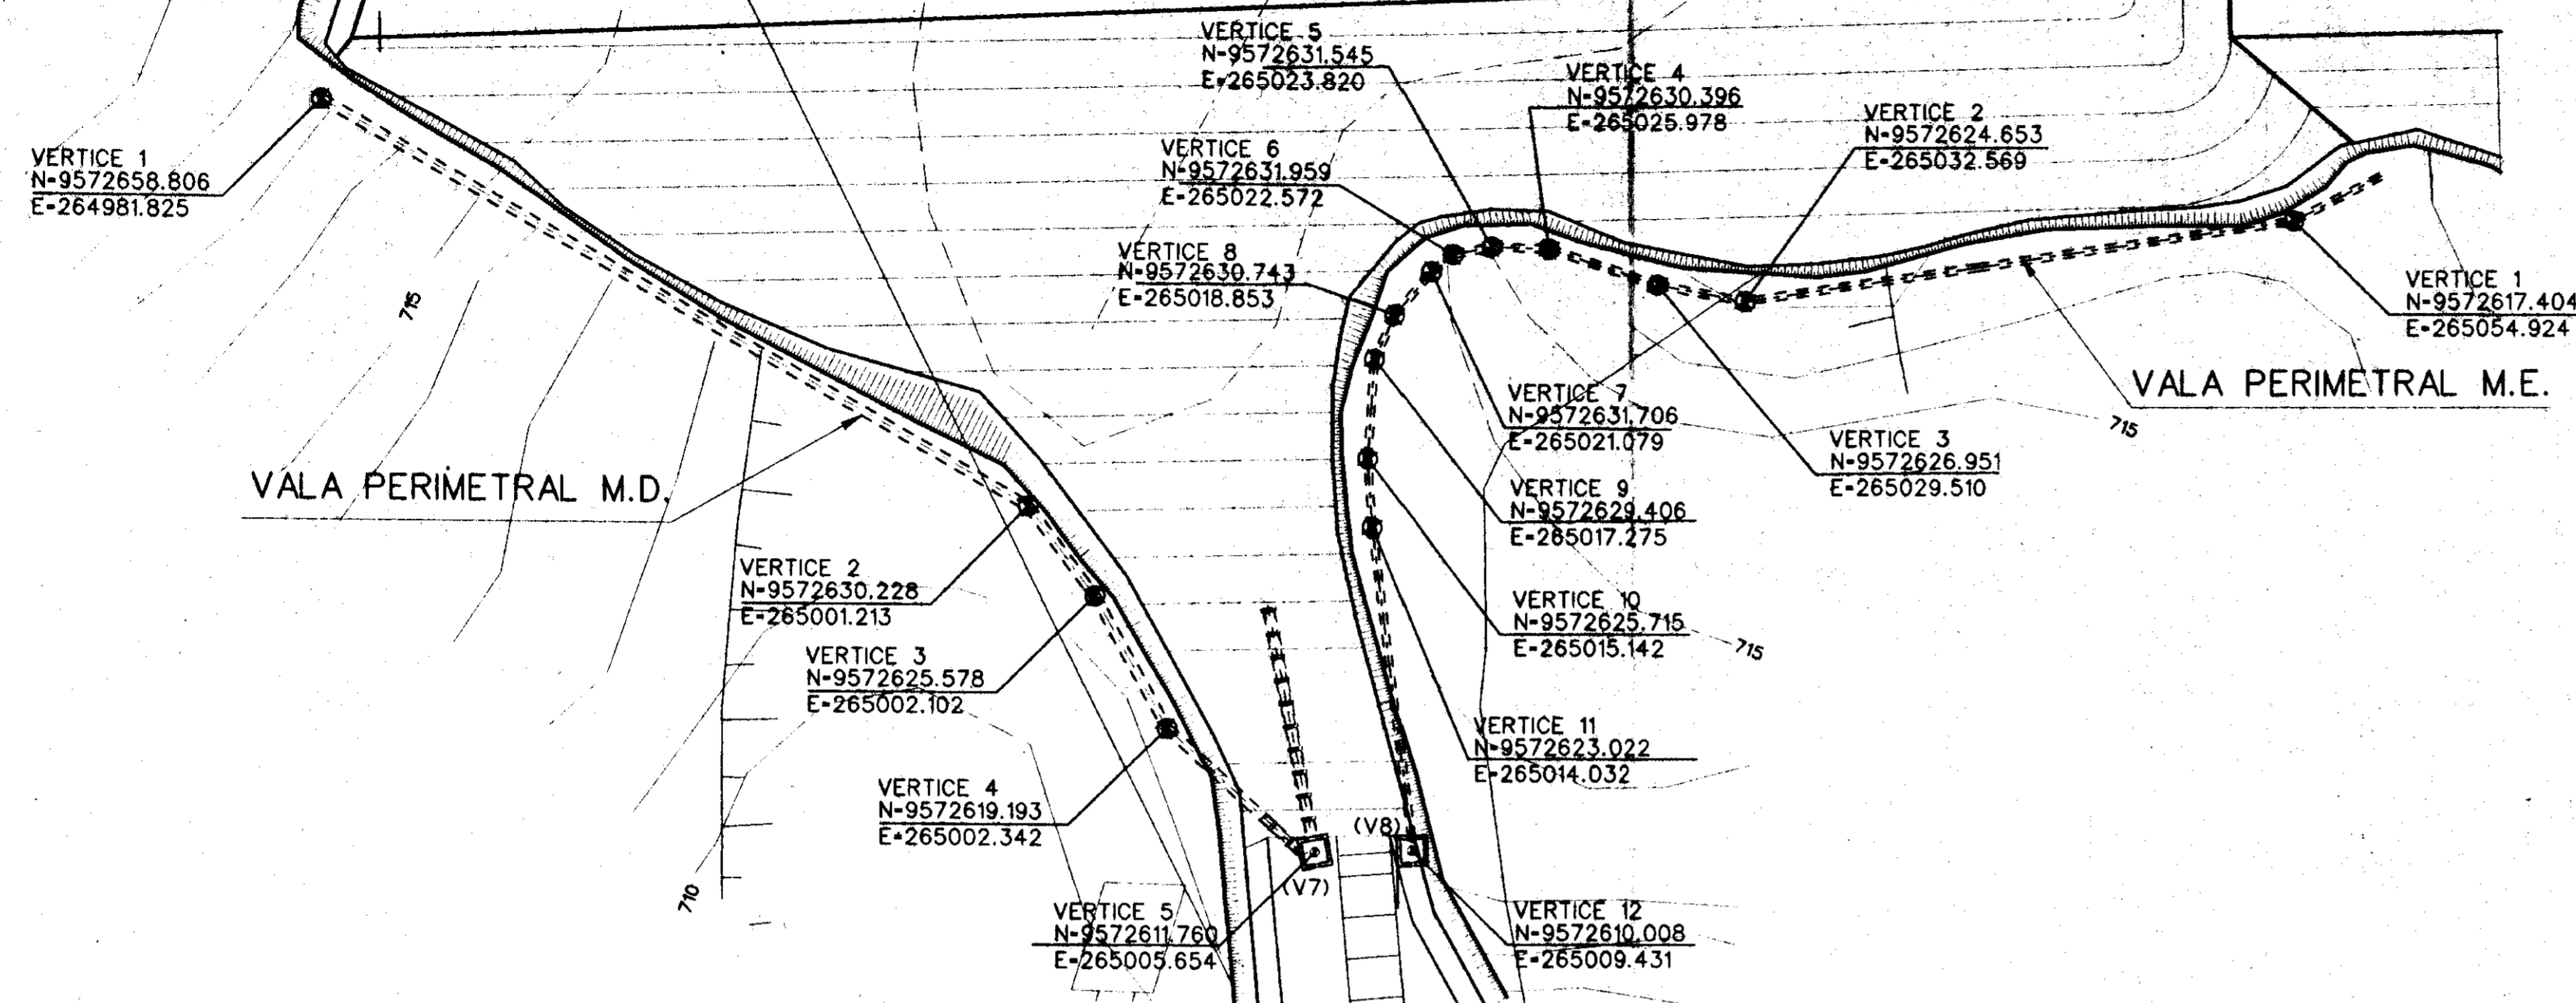 VERTICE 5
N-9572631.545
E-265023.820
VERTICE 4
N-9572630.396
E-265025.978
VERTICE 2
N-9572624.653
E-265032.569
VERTICE 1
N-9572658.806
E-264981.825
VERTICE 6
N-9572631.959
E-265022.572
VERTICE 8
N-9572630.743
E-265018.853
VERTICE 1
N-9572617.404
E-265054.924
715
VALA PERIMETRAL M.E.
715
VERTICE 7
N-9572631.706
E-265021.079
VERTICE 3
N-9572626.951
E-265029.510
VALA PERIMETRAL M.D.
VERTICE 9
N-9572629.406
E-265017.275
VERTICE 2
N-9572630.228
E-265001.213
VERTICE 10
N-9572625.715
E-265015.142
715
VERTICE 3
N-9572625.578
E-265002.102
VERTICE 11
N-9572623.022
E-265014.032
VERTICE 4
N-9572619.193
E-265002.342
(V8)
(V7)
710
VERTICE 5
N-9572611.760
E-265005.654
VERTICE 12
N-9572610.008
E-265009.431